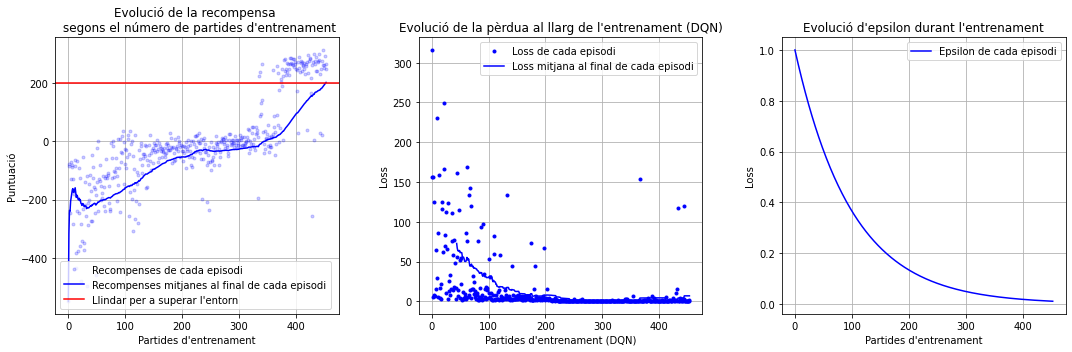 Evolució de la recompensa
segons el número de partides d'entrenament
Puntuació
200
0
−200
−400
0
100
200
300
400
Partides d'entrenament
Recompenses de cada episodi
Recompenses mitjanes al final de cada episodi
Llindar per a superar l'entorn
Evolució de la pèrdua al llarg de l'entrenament (DQN)
Loss
300
250
200
150
100
50
0
0
100
200
300
400
Partides d'entrenament (DQN)
Loss de cada episodi
Loss mitjana al final de cada episodi
Evolució d'epsilon durant l'entrenament
Loss
1.0
0.8
0.6
0.4
0.2
0.0
0
100
200
300
400
Partides d'entrenament
Epsilon de cada episodi